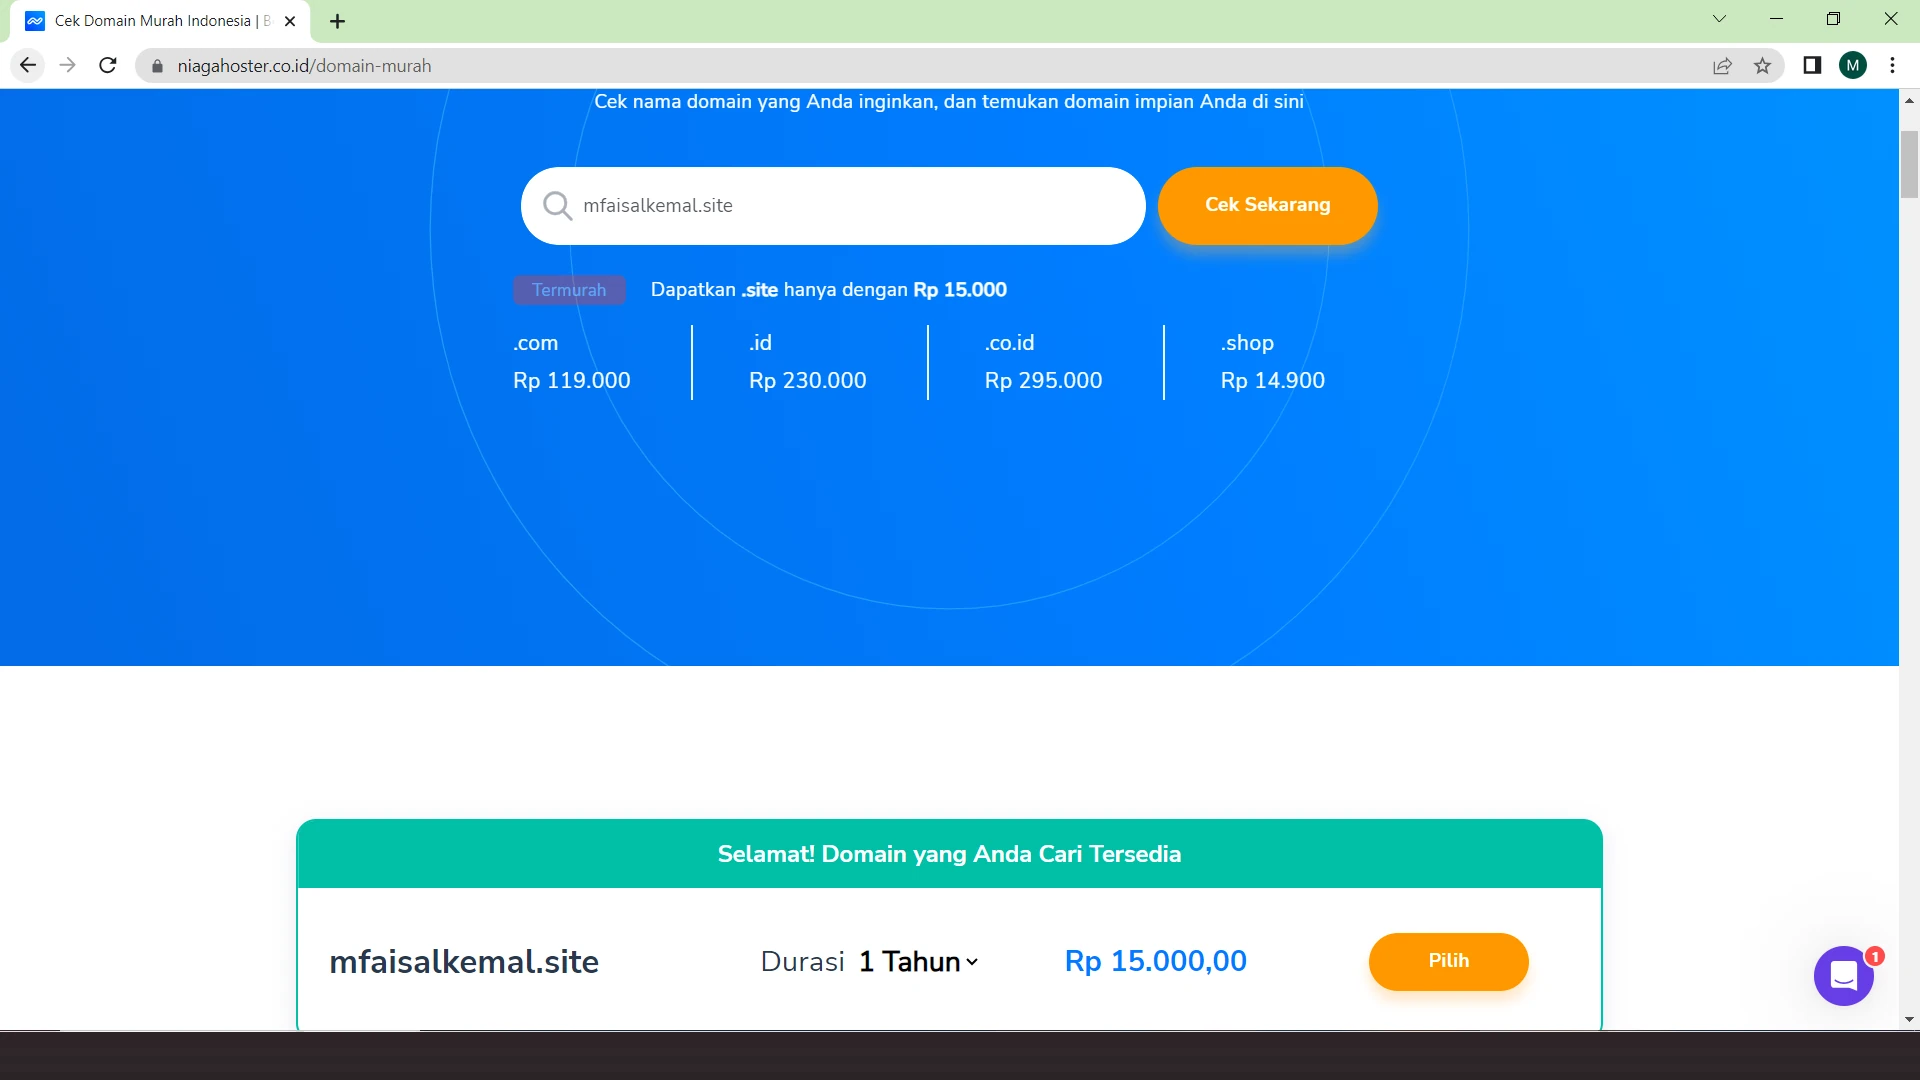 Cek Domain Murah Indonesia | B
niagahoster.co.id/domain-murah
M
Cek nama domain yang Anda inginkan, dan temukan domain impian Anda di sini
mfaisalkemal.site
Cek Sekarang
Termurah Dapatkan .site hanya dengan Rp 15.000
.com .id .co.id .shop
Rp 119.000 Rp 230.000 Rp 295.000 Rp 14.900
Selamat! Domain yang Anda Cari Tersedia
mfaisalkemal.site Durasi 1 Tahun Rp 15.000,00 Pilih
1